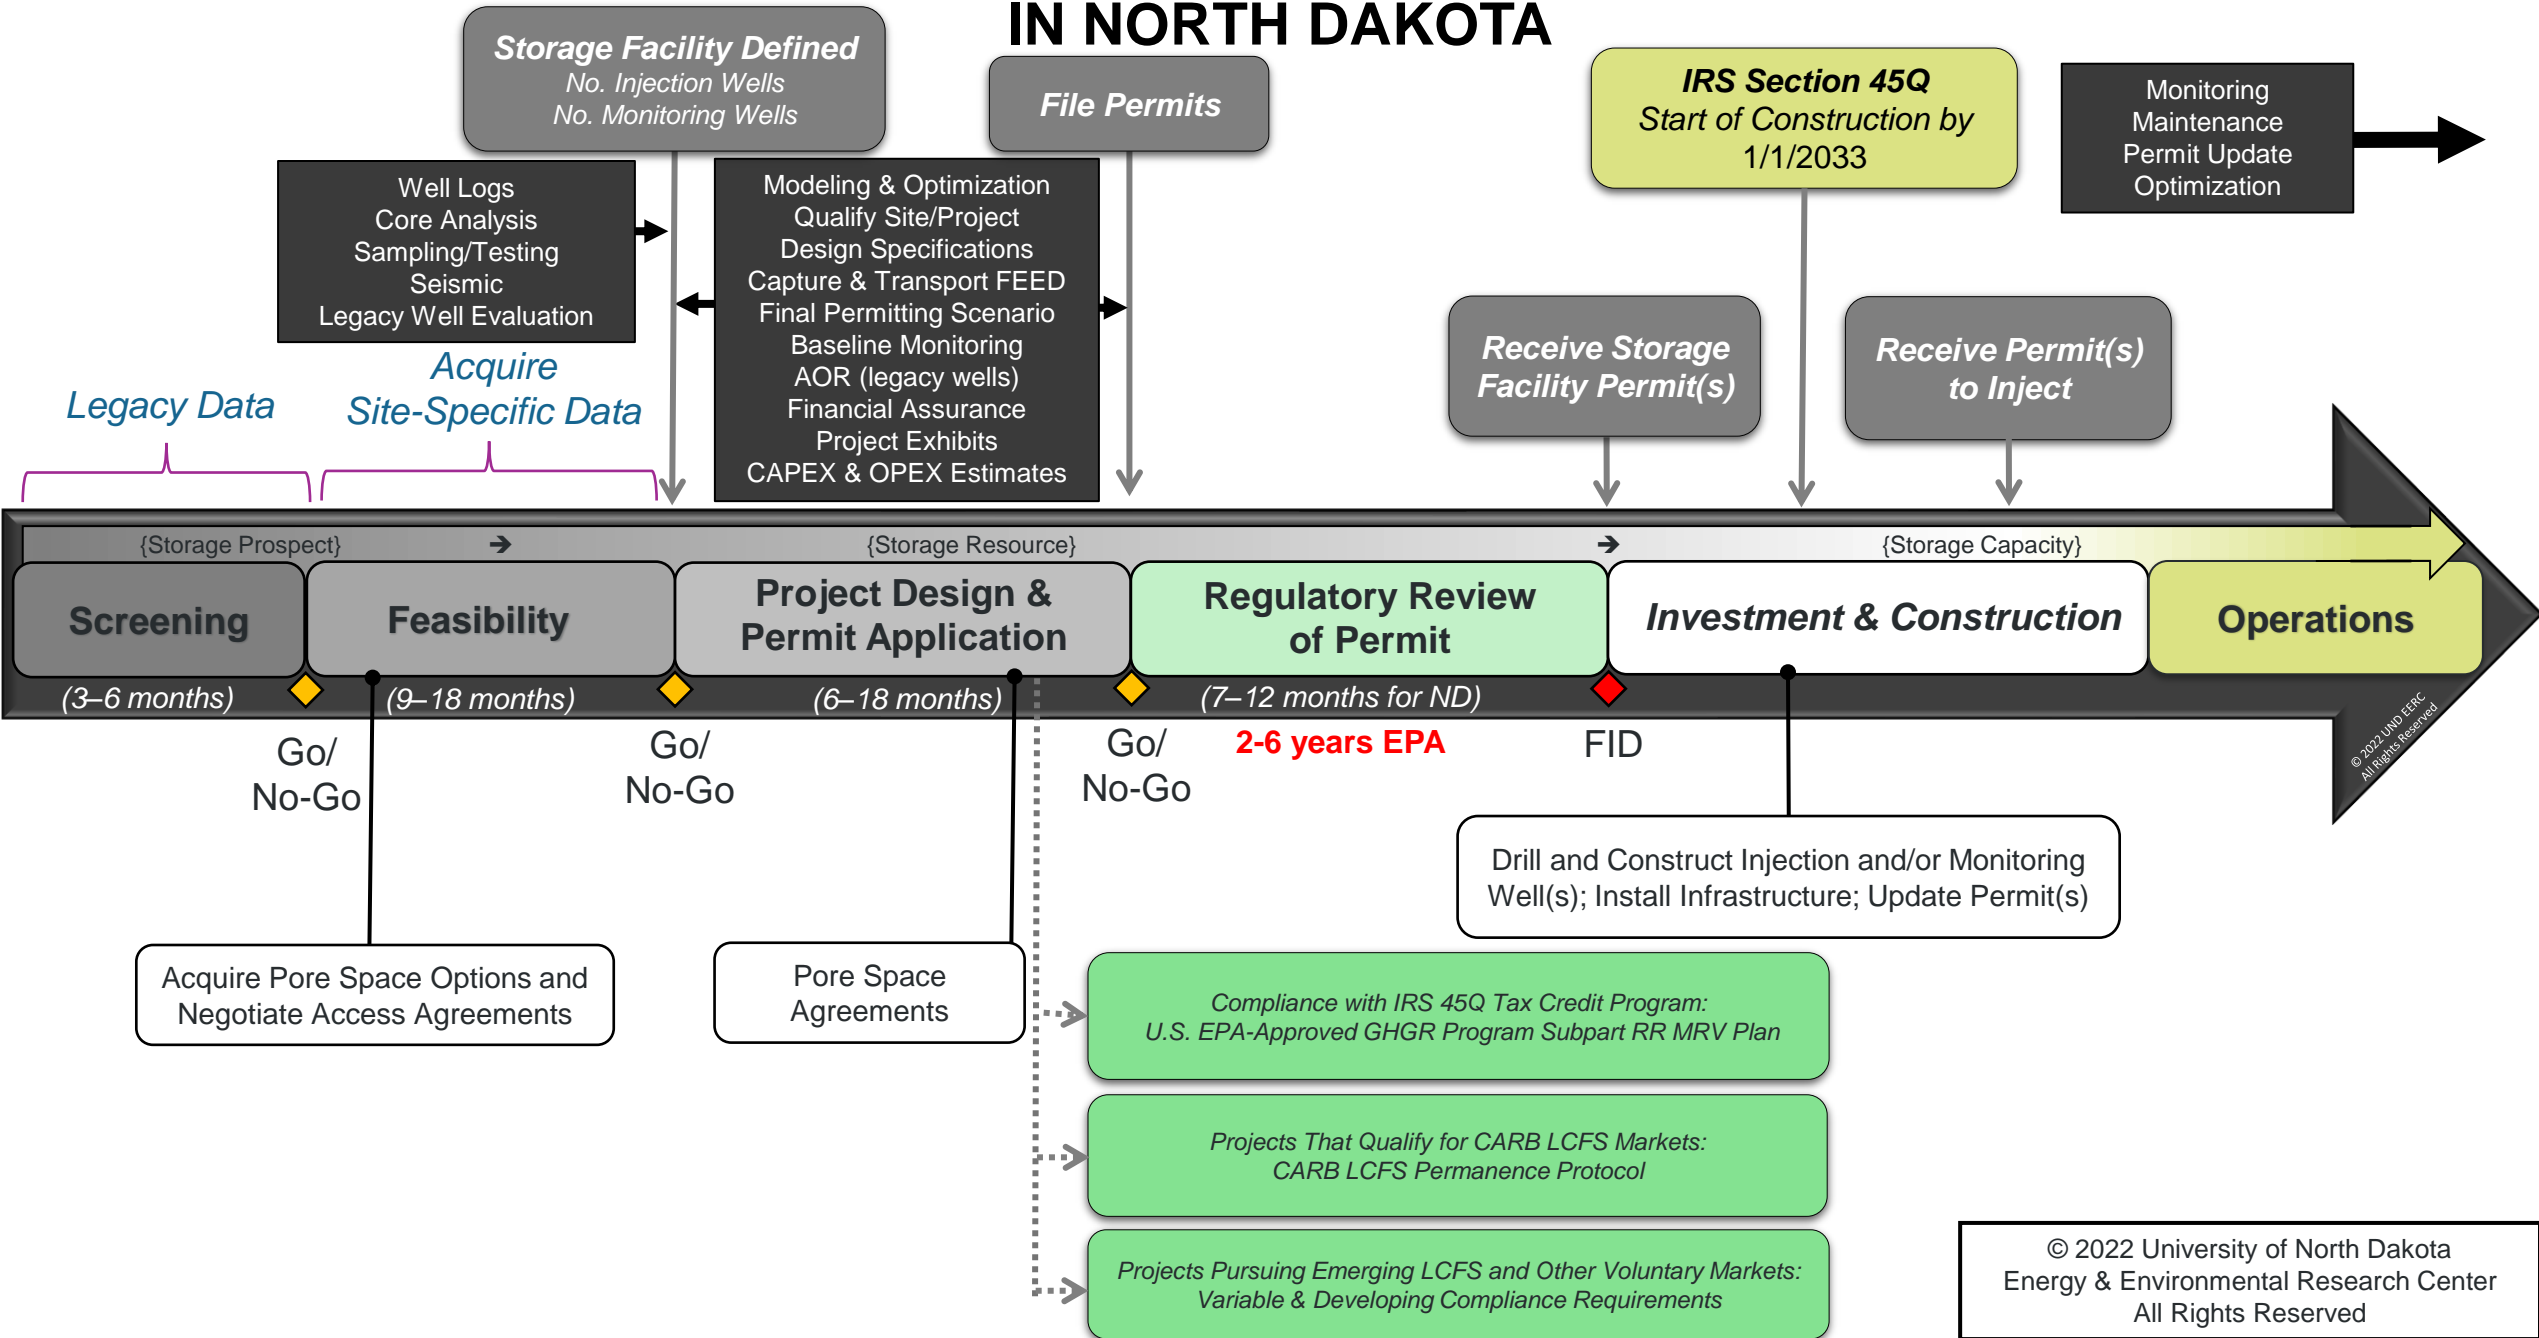 IN NORTH DAKOTA
Storage Facility Defined
No. Injection Wells
No. Monitoring Wells
File Permits
IRS Section 45Q
Start of Construction by
1/1/2033
Monitoring
Maintenance
Permit Update
Optimization
Well Logs
Core Analysis
Sampling/Testing
Seismic
Legacy Well Evaluation
Modeling & Optimization
Qualify Site/Project
Design Specifications
Capture & Transport FEED
Final Permitting Scenario
Baseline Monitoring
AOR (legacy wells)
Financial Assurance
Project Exhibits
CAPEX & OPEX Estimates
Receive Storage
Facility Permit(s)
Receive Permit(s)
to Inject
Legacy Data
Acquire
Site-Specific Data
{Storage Prospect}
{Storage Resource}
{Storage Capacity}
Screening
Feasibility
Project Design &
Permit Application
Regulatory Review
of Permit
Investment & Construction
Operations
(3–6 months)
(9–18 months)
(6–18 months)
(7–12 months for ND)
Go/
No-Go
Go/
No-Go
Go/
No-Go
2-6 years EPA
FID
© 2022 UND EERC
All Rights Reserved
Drill and Construct Injection and/or Monitoring
Well(s); Install Infrastructure; Update Permit(s)
Acquire Pore Space Options and
Negotiate Access Agreements
Pore Space
Agreements
Compliance with IRS 45Q Tax Credit Program:
U.S. EPA-Approved GHGR Program Subpart RR MRV Plan
Projects That Qualify for CARB LCFS Markets:
CARB LCFS Permanence Protocol
Projects Pursuing Emerging LCFS and Other Voluntary Markets:
Variable & Developing Compliance Requirements
© 2022 University of North Dakota
Energy & Environmental Research Center
All Rights Reserved